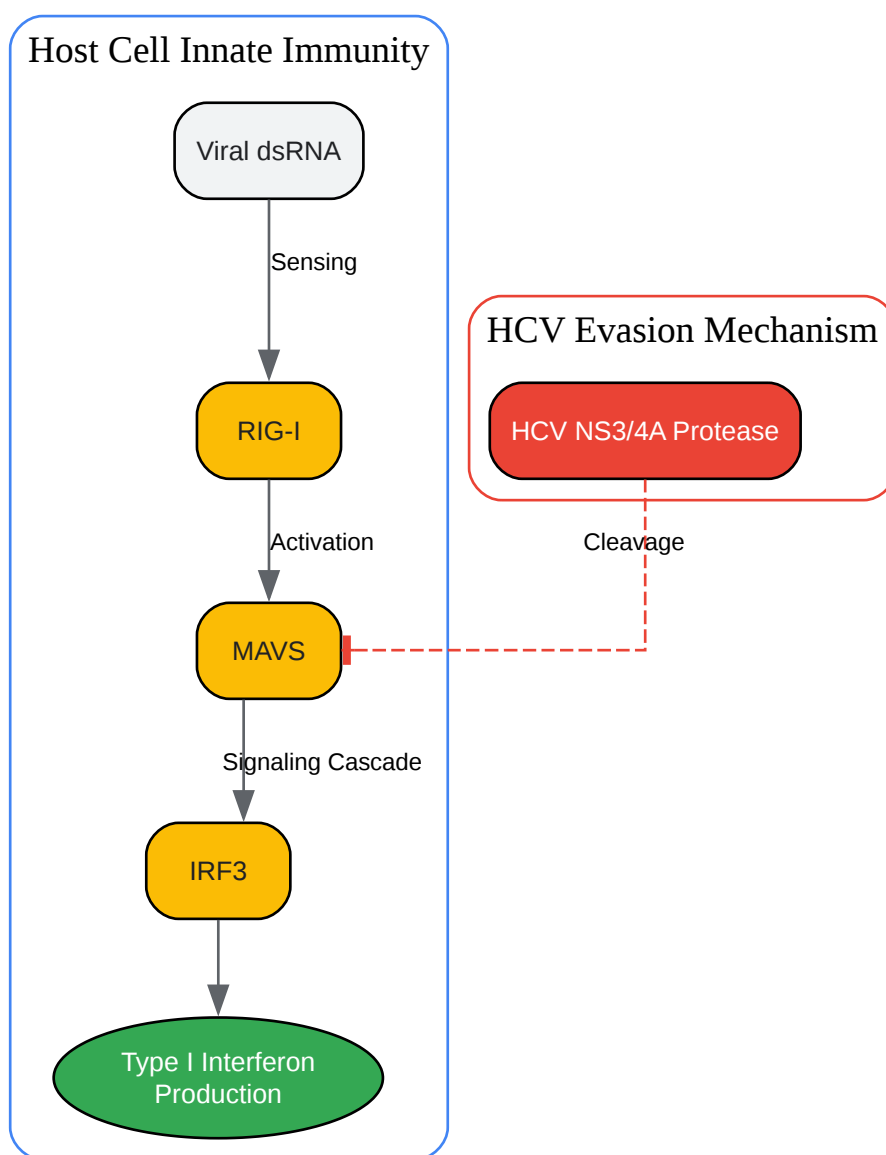 Host Cell Innate Immunity
Viral dsRNA
Sensing
HCV Evasion Mechanism
RIG-I
HCV NS3/4A Protease
Activation
Cleavage
MAVS
Signaling Cascade
IRF3
Type I Interferon
Production